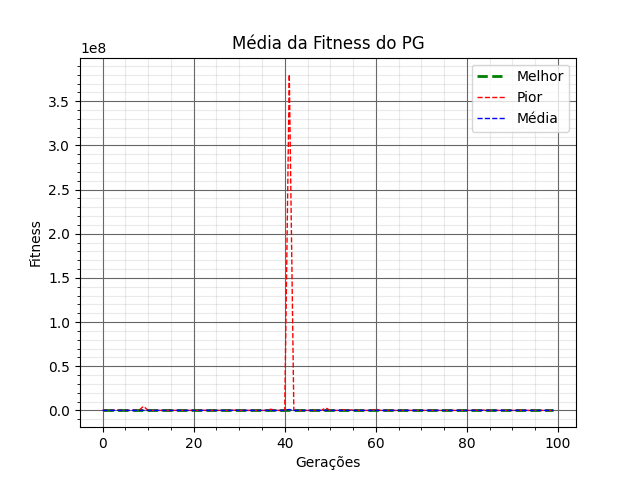 Média da Fitness do PG
1e8
Melhor
Pior
Média
3.5
3.0
2.5
2.0
1.5
1.0
0.5
0.0
Fitness
0 20 40 60 80 100
Gerações